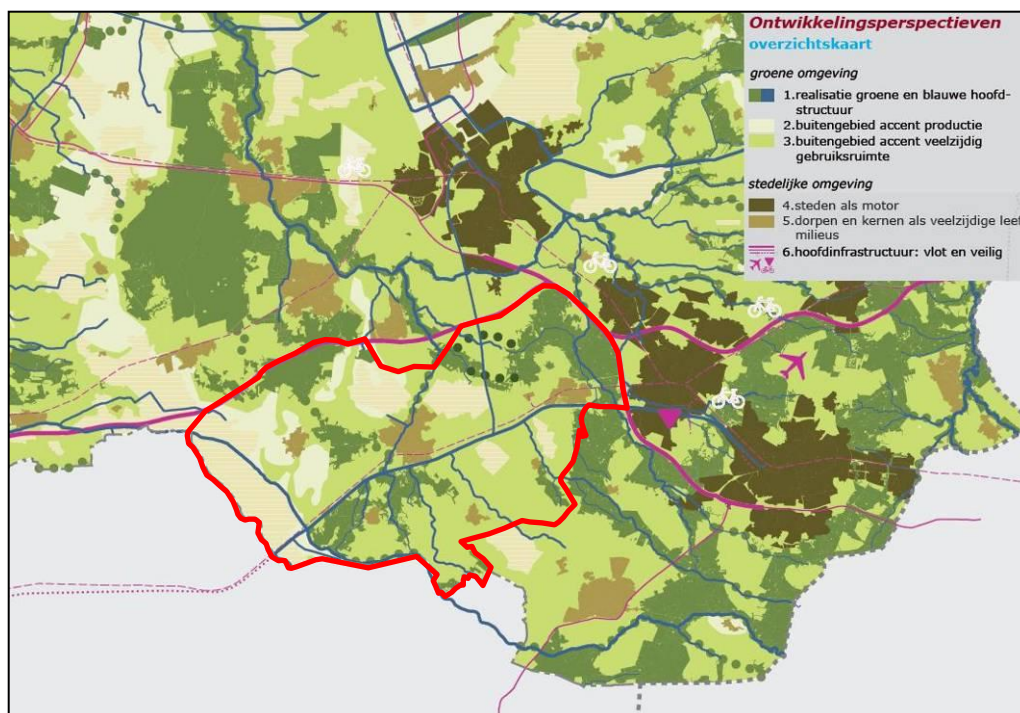 Ontwikkelingsperspectieven
overzichtskaart
groene omgeving
1.realisatie groene en blauwe hoofd-
structuur
2.buitengebied accent productie
3.buitengebied accent veelzijdig
gebruiksruimte
stedelijke omgeving
4.steden als motor
5.dorpen en kernen als veelzijdige leef
milieus
6.hoofdinfrastructuur: vlot en veilig